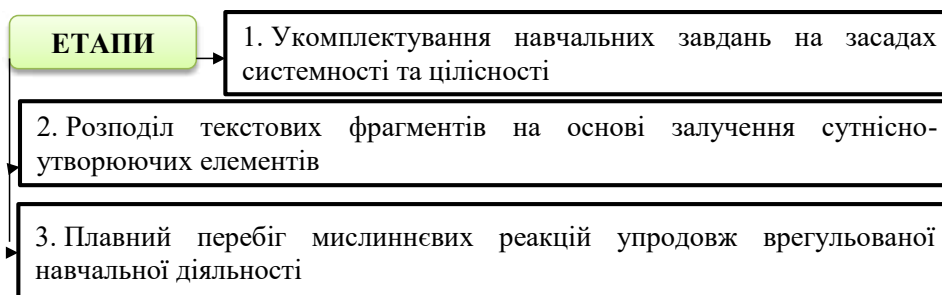 ЕТАПИ
1. Укомплектування навчальних завдань на засадах
системності та цілісності
2. Розподіл текстових фрагментів на основі залучення сутнісно-
утворюючих елементів
3. Плавний перебіг мислиннєвих реакцій упродовж врегульованої
навчальної діяльності